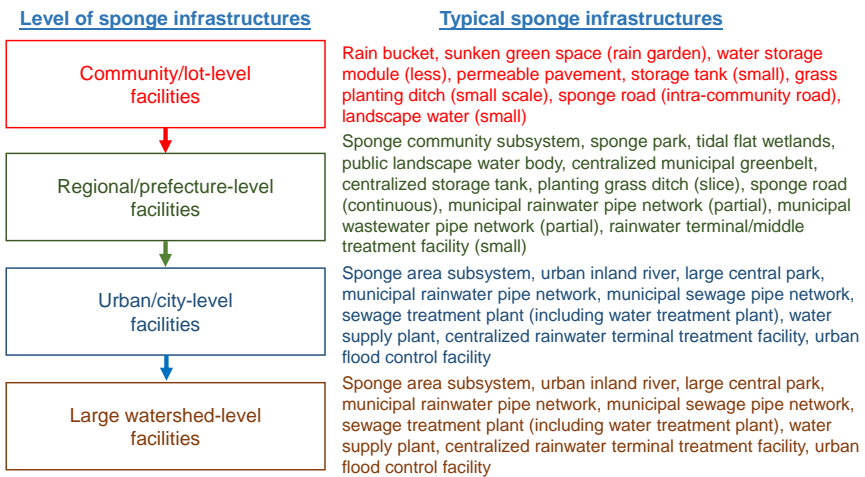 Level of sponge infrastructures
Typical sponge infrastructures
Community/lot-level
facilities
Rain bucket, sunken green space (rain garden), water storage
module (less), permeable pavement, storage tank (small), grass
planting ditch (small scale), sponge road (intra-community road),
landscape water (small)
Regional/prefecture-level
facilities
Sponge community subsystem, sponge park, tidal flat wetlands,
public landscape water body, centralized municipal greenbelt,
centralized storage tank, planting grass ditch (slice), sponge road
(continuous), municipal rainwater pipe network (partial), municipal
wastewater pipe network (partial), rainwater terminal/middle
treatment facility (small)
Urban/city-level
facilities
Sponge area subsystem, urban inland river, large central park,
municipal rainwater pipe network, municipal sewage pipe network,
sewage treatment plant (including water treatment plant), water
supply plant, centralized rainwater terminal treatment facility, urban
flood control facility
Large watershed-level
facilities
Sponge area subsystem, urban inland river, large central park,
municipal rainwater pipe network, municipal sewage pipe network,
sewage treatment plant (including water treatment plant), water
supply plant, centralized rainwater terminal treatment facility, urban
flood control facility